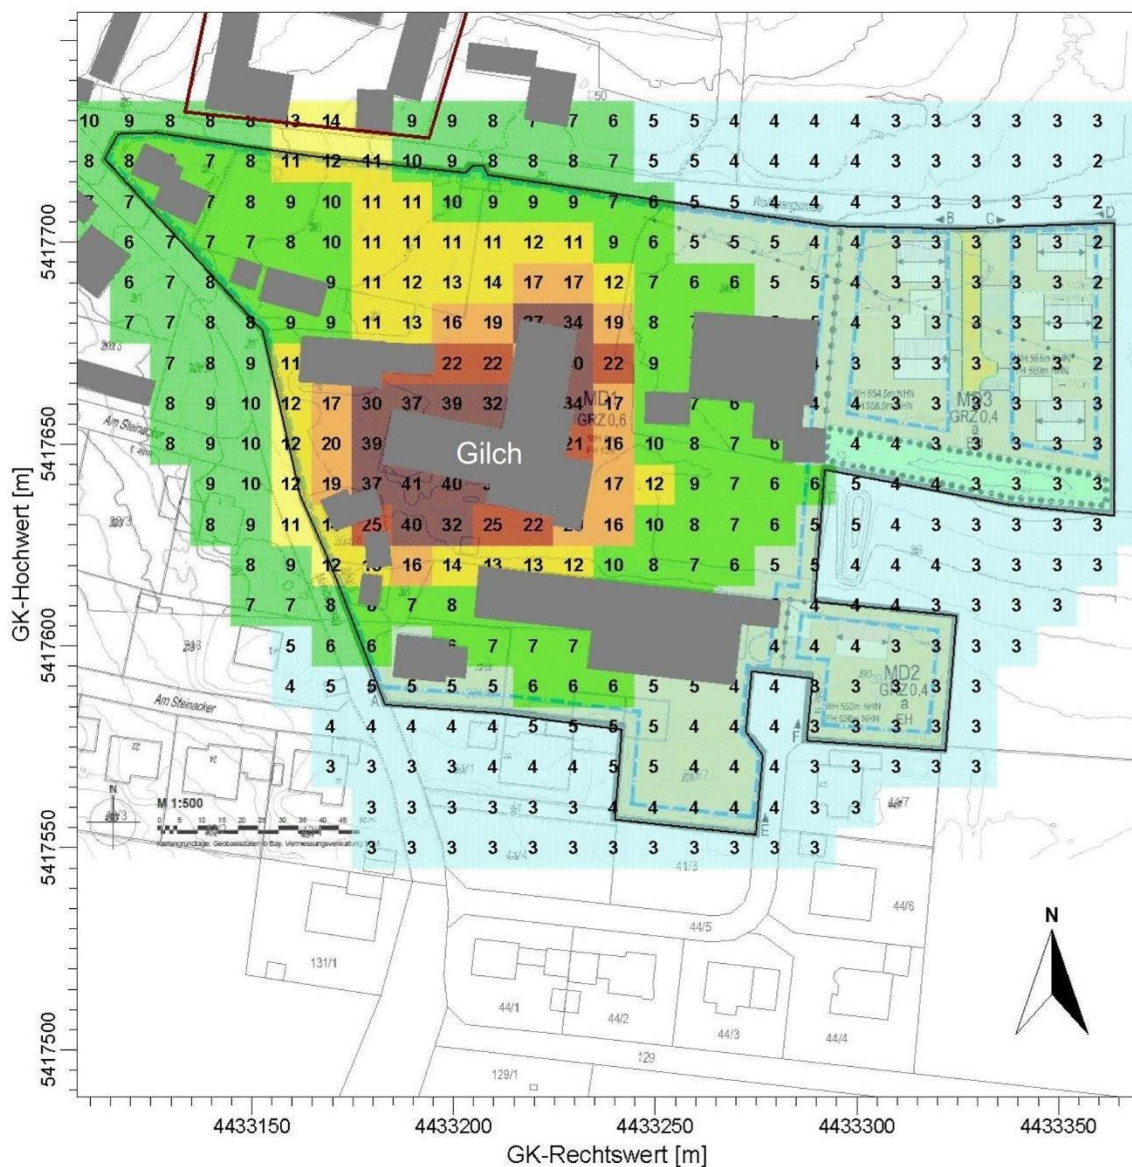 10 9 8 8 8 13 14 9 9 8 7 7 6 5 5 4 4 4 4 3 3 3 3 3 3
8 8 7 8 11 12 11 10 9 8 8 8 7 5 5 4 4 4 4 3 3 3 3 3 2
7 7 7 8 9 10 11 11 10 9 9 9 7 6 5 5 4 4 4 3 3 3 3 3 2
B C D
5417700
6 7 7 7 8 10 11 11 11 11 12 11 9 6 5 5 5 4 4 3 3 3 3 2
6 7 8 9 11 12 13 14 17 17 12 7 6 6 5 5 4 3 3 3 3 3 2
7 7 8 8 9 9 11 13 16 19 34 19 8 4 3 3 3 3 3 2
7 8 9 11 22 22 22 9 4 3 3 3 3 3 2
8 9 10 12 17 30 37 39 32 34 17 7 6 4 4 3 3 3 3 3 3
MD1
GRZ 0,6
MD3
GRZ 0,4
a
Am Steinacker
5417650
8 9 10 12 20 39 21 16 10 8 7 6 4 4 3 3 3 3 3
Gilch
9 10 12 19 37 41 40 17 12 9 7 6 6 5 4 4 3 3 3 3 3
8 9 11 25 40 32 25 22 16 10 8 7 6 5 5 4 3 3 3 3 3
8 9 12 16 14 13 13 12 10 8 7 6 5 5 4 4 4 3 3 3 3
7 7 8 7 8 4 4 4 3 3 3 3
5417600
5 6 6 7 7 7 4 4 4 3 3 3 3
4 5 5 5 5 5 6 6 6 5 5 4 4 3 3 3 3 3
MD2
GRZ 0,4
a
EH
Am Steinacker
A
F
4 4 4 4 4 5 5 5 5 4 4 4 3 3 3 3 3
3 3 3 3 4 4 4 5 5 4 4 4 3 3 3 3 3
3 3 3 3 3 3 4 4 4 4 4 4 3 3
E
N
M 1:500
5417550
3 3 3 3 3 3 3 3 3 3 3 3
41/3
44/6
44/5
131/1
44/1
44/2
44/3
44/4
129
129/1
N
5417500
GK-Hochwert [m]
4433150 4433200 4433250 4433300 4433350
GK-Rechtswert [m]